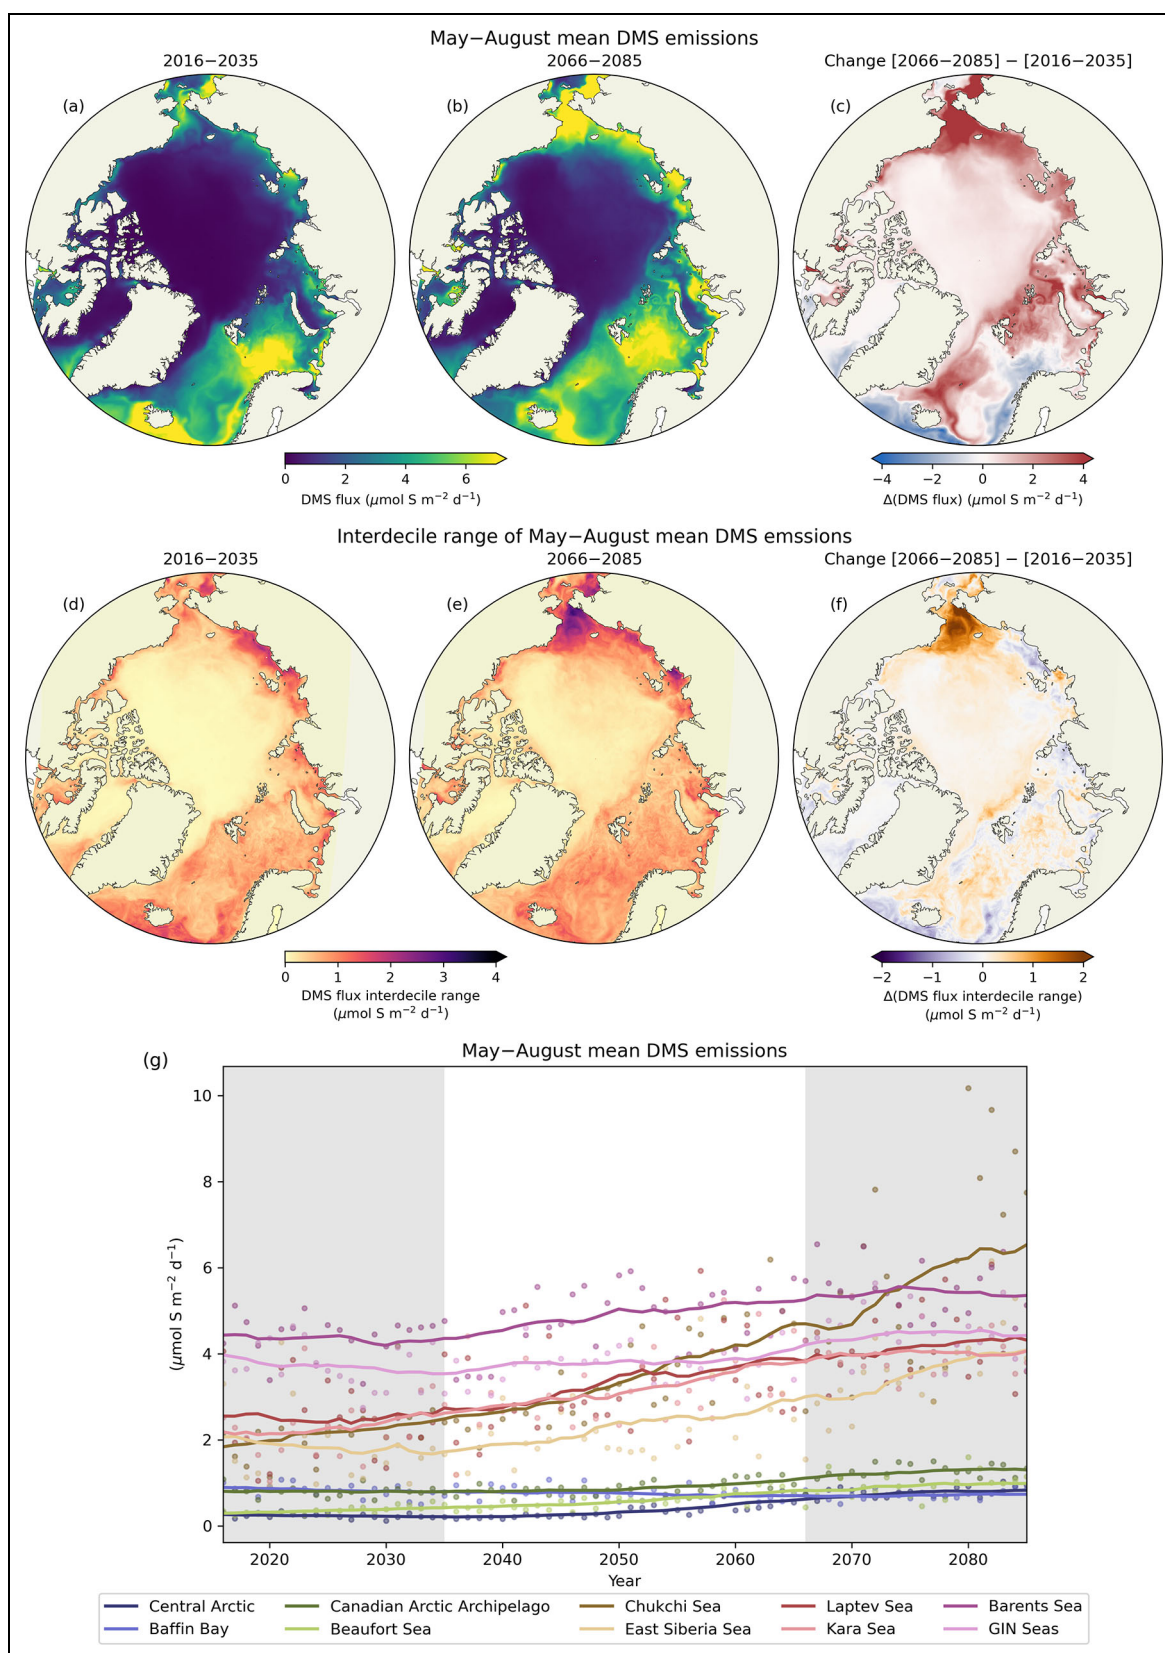 May−August mean DMS emissions
2016−2035
2066−2085
Change [2066−2085] − [2016−2035]
(a)
(b)
(c)
0 2 4 6
DMS flux (μmol S m⁻² d⁻¹)
−4 −2 0 2 4
Δ(DMS flux) (μmol S m⁻² d⁻¹)
Interdecile range of May−August mean DMS emssions
2016−2035
2066−2085
Change [2066−2085] − [2016−2035]
(d)
(e)
(f)
0 1 2 3 4
DMS flux interdecile range
(μmol S m⁻² d⁻¹)
−2 −1 0 1 2
Δ(DMS flux interdecile range)
(μmol S m⁻² d⁻¹)
(g)
May−August mean DMS emissions
10
8
6
4
2
0
(μmol S m⁻² d⁻¹)
2020 2030 2040 2050 2060 2070 2080
Year
Central Arctic
Baffin Bay
Canadian Arctic Archipelago
Beaufort Sea
Chukchi Sea
East Siberia Sea
Laptev Sea
Kara Sea
Barents Sea
GIN Seas